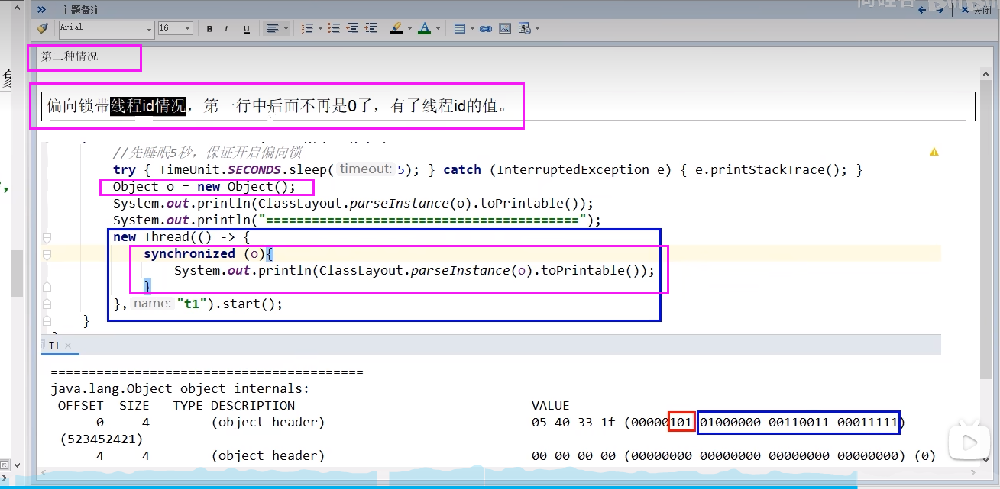 主题备注
关闭
Arial
16
B I U
第二种情况
偏向锁带线程id情况，第一行中后面不再是0了，有了线程id的值。
//先睡眠5秒，保证开启偏向锁
try { TimeUnit.SECONDS.sleep( timeout: 5); } catch (InterruptedException e) { e.printStackTrace(); }
Object o = new Object();
System.out.println(ClassLayout.parseInstance(o).toPrintable());
System.out.println("=========================================");
new Thread(() -> {
synchronized (o){
System.out.println(ClassLayout.parseInstance(o).toPrintable());
}
}, name: "t1").start();
}
T1
=========================================
java.lang.Object object internals:
OFFSET SIZE TYPE DESCRIPTION VALUE
0 4 (object header) 05 40 33 1f (00000101 01000000 00110011 00011111)
(523452421)
4 4 (object header) 00 00 00 00 (00000000 00000000 00000000 00000000) (0)